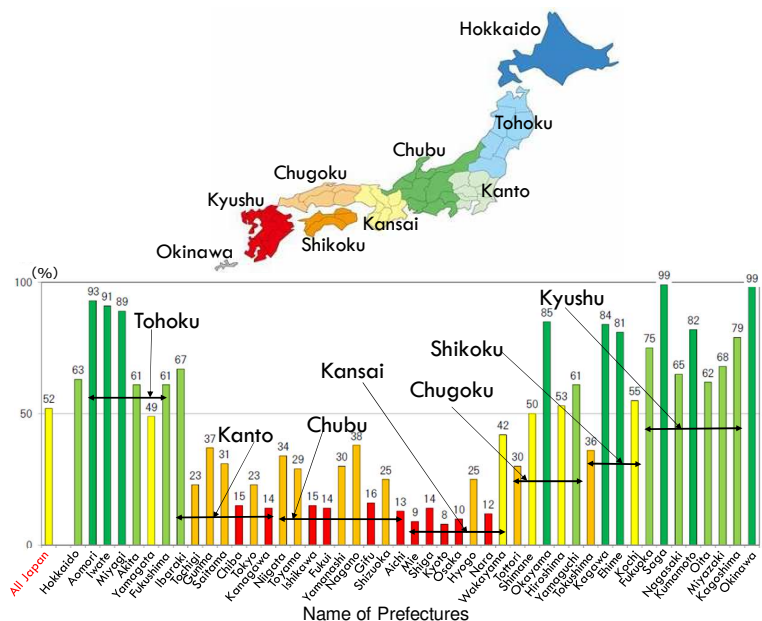 Hokkaido
Tohoku
Chubu
Chugoku
Kanto
Kyushu
Kansai
Shikoku
Okinawa
(%)
100
50
0
Tohoku
Kanto
Chubu
Kansai
Chugoku
Shikoku
Kyushu
52
63
93
91
89
61
49
61
67
23
37
31
15
23
14
34
29
15
14
30
38
16
25
13
9
14
8
10
25
12
42
30
50
85
53
61
36
84
81
55
75
99
65
82
62
68
79
99
All Japan
Hokkaido
Aomori
Iwate
Miyagi
Akita
Yamagata
Fukushima
Ibaraki
Tochigi
Gunma
Saitama
Chiba
Tokyo
Kanagawa
Niigata
Toyama
Ishikawa
Fukui
Yamanashi
Nagano
Gifu
Shizuoka
Aichi
Mie
Shiga
Kyoto
Osaka
Hyogo
Nara
Wakayama
Tottori
Shimane
Okayama
Hiroshima
Yamaguchi
Tokushima
Kagawa
Ehime
Kochi
Fukuoka
Saga
Nagasaki
Kumamoto
Oita
Miyazaki
Kagoshima
Okinawa
Name of Prefectures